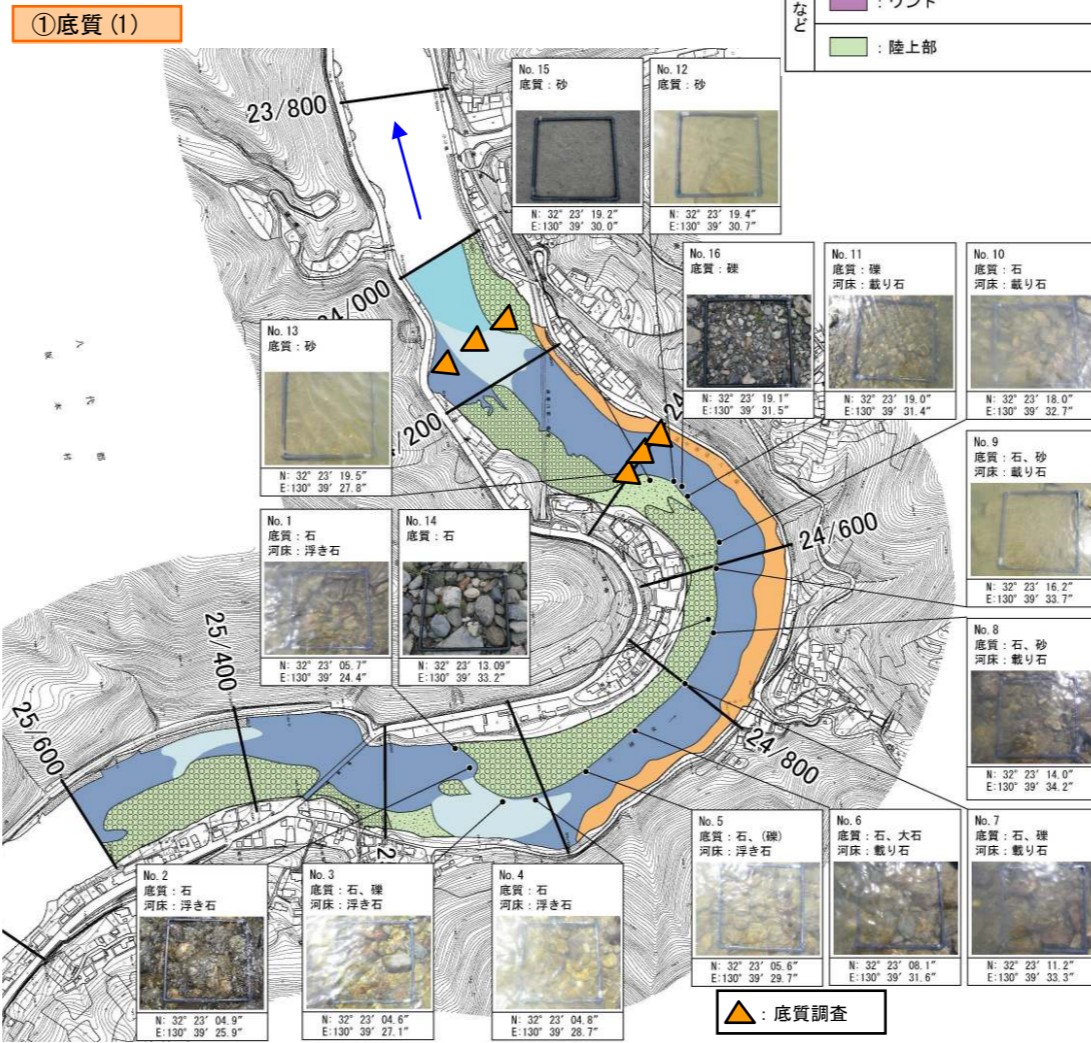 ①底質(1)
など
：ワンド
：陸上部
23/800
No.15
底質：砂
N: 32° 23′ 19.2″
E:130° 39′ 30.0″
No.12
底質：砂
N: 32° 23′ 19.4″
E:130° 39′ 30.7″
No.16
底質：礫
N: 32° 23′ 19.1″
E:130° 39′ 31.5″
No.11
底質：礫
河床：載り石
N: 32° 23′ 19.0″
E:130° 39′ 31.4″
No.10
底質：石
河床：載り石
N: 32° 23′ 18.0″
E:130° 39′ 32.7″
/000
No.13
底質：砂
N: 32° 23′ 19.5″
E:130° 39′ 27.8″
200
24
No.9
底質：石、砂
河床：載り石
N: 32° 23′ 16.2″
E:130° 39′ 33.7″
No.1
底質：石
河床：浮き石
N: 32° 23′ 05.7″
E:130° 39′ 24.4″
No.14
底質：石
N: 32° 23′ 13.09″
E:130° 39′ 33.2″
24/600
No.8
底質：石、砂
河床：載り石
N: 32° 23′ 14.0″
E:130° 39′ 34.2″
25/400
25/600
24/800
2
No.5
底質：石、(礫)
河床：浮き石
N: 32° 23′ 05.6″
E:130° 39′ 29.7″
No.6
底質：石、大石
河床：載り石
N: 32° 23′ 08.1″
E:130° 39′ 31.6″
No.7
底質：石、礫
河床：載り石
N: 32° 23′ 11.2″
E:130° 39′ 33.3″
No.2
底質：石
河床：浮き石
N: 32° 23′ 04.9″
E:130° 39′ 25.9″
No.3
底質：石、礫
河床：浮き石
N: 32° 23′ 04.6″
E:130° 39′ 27.1″
No.4
底質：石
河床：浮き石
N: 32° 23′ 04.8″
E:130° 39′ 28.7″
：底質調査